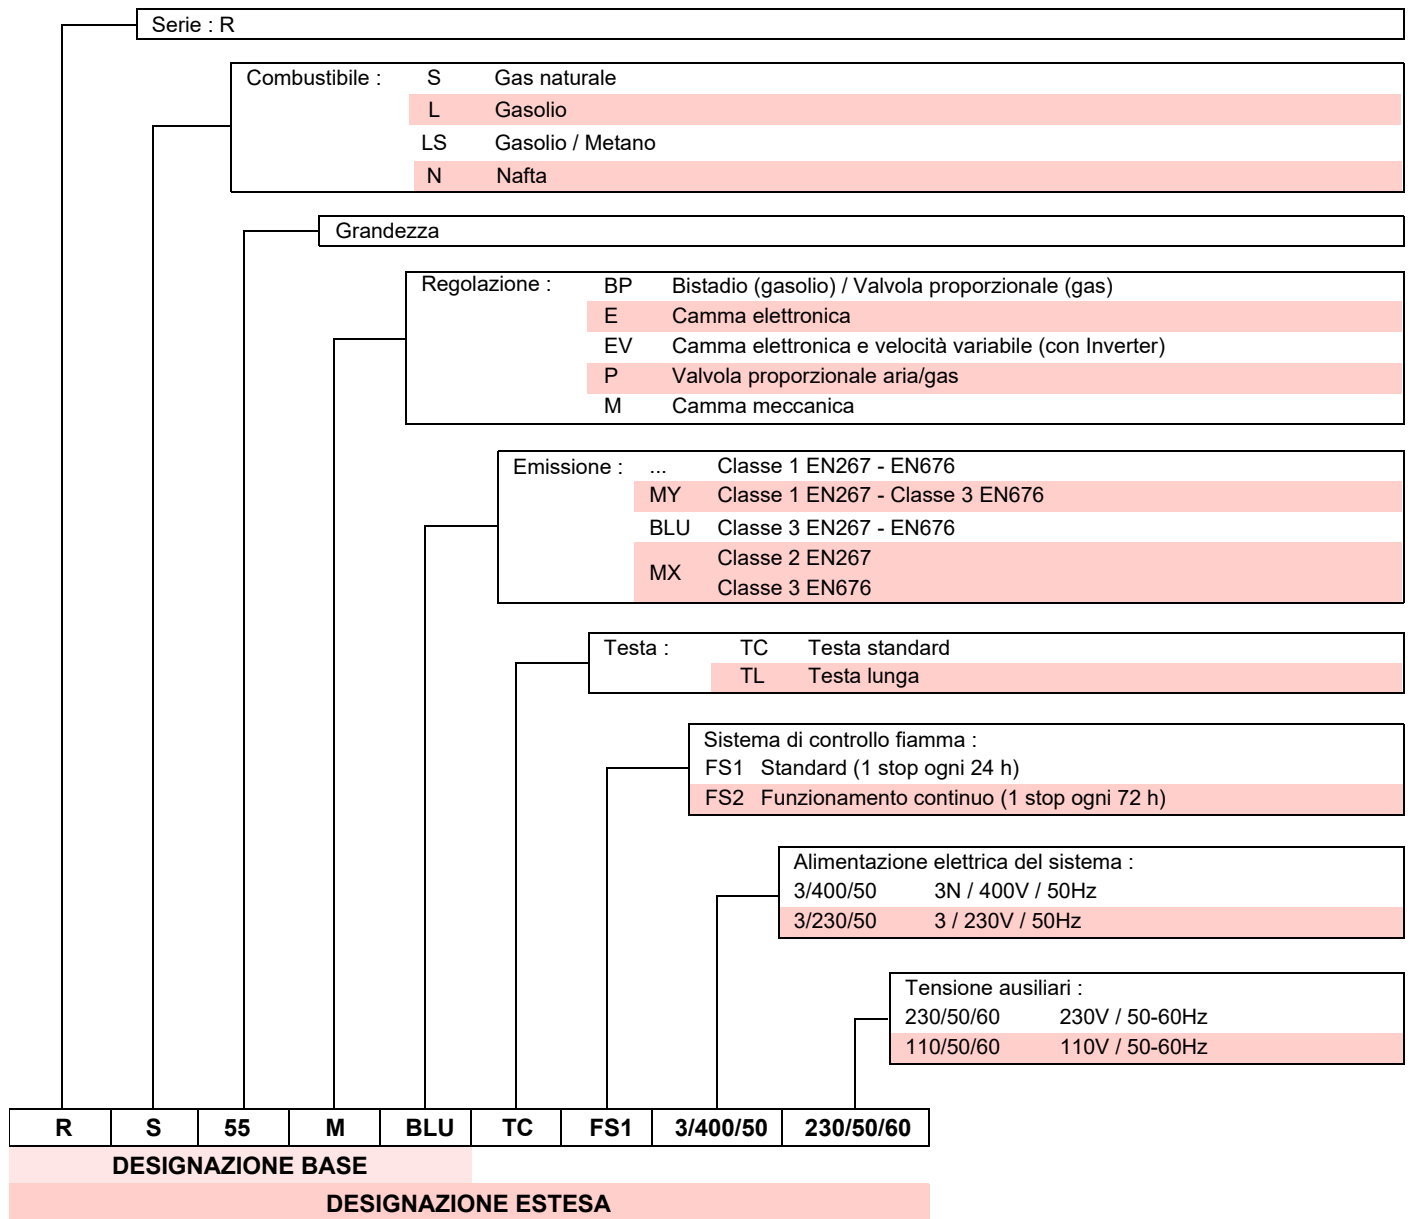 Serie : R
Combustibile : S Gas naturale
L Gasolio
LS Gasolio / Metano
N Nafta
Grandezza
Regolazione : BP Bistadio (gasolio) / Valvola proporzionale (gas)
E Camma elettronica
EV Camma elettronica e velocità variabile (con Inverter)
P Valvola proporzionale aria/gas
M Camma meccanica
Emissione : ... Classe 1 EN267 - EN676
MY Classe 1 EN267 - Classe 3 EN676
BLU Classe 3 EN267 - EN676
MX Classe 2 EN267
Classe 3 EN676
Testa : TC Testa standard
TL Testa lunga
Sistema di controllo fiamma :
FS1 Standard (1 stop ogni 24 h)
FS2 Funzionamento continuo (1 stop ogni 72 h)
Alimentazione elettrica del sistema :
3/400/50 3N / 400V / 50Hz
3/230/50 3 / 230V / 50Hz
Tensione ausiliari :
230/50/60 230V / 50-60Hz
110/50/60 110V / 50-60Hz
R S 55 M BLU TC FS1 3/400/50 230/50/60
DESIGNAZIONE BASE
DESIGNAZIONE ESTESA